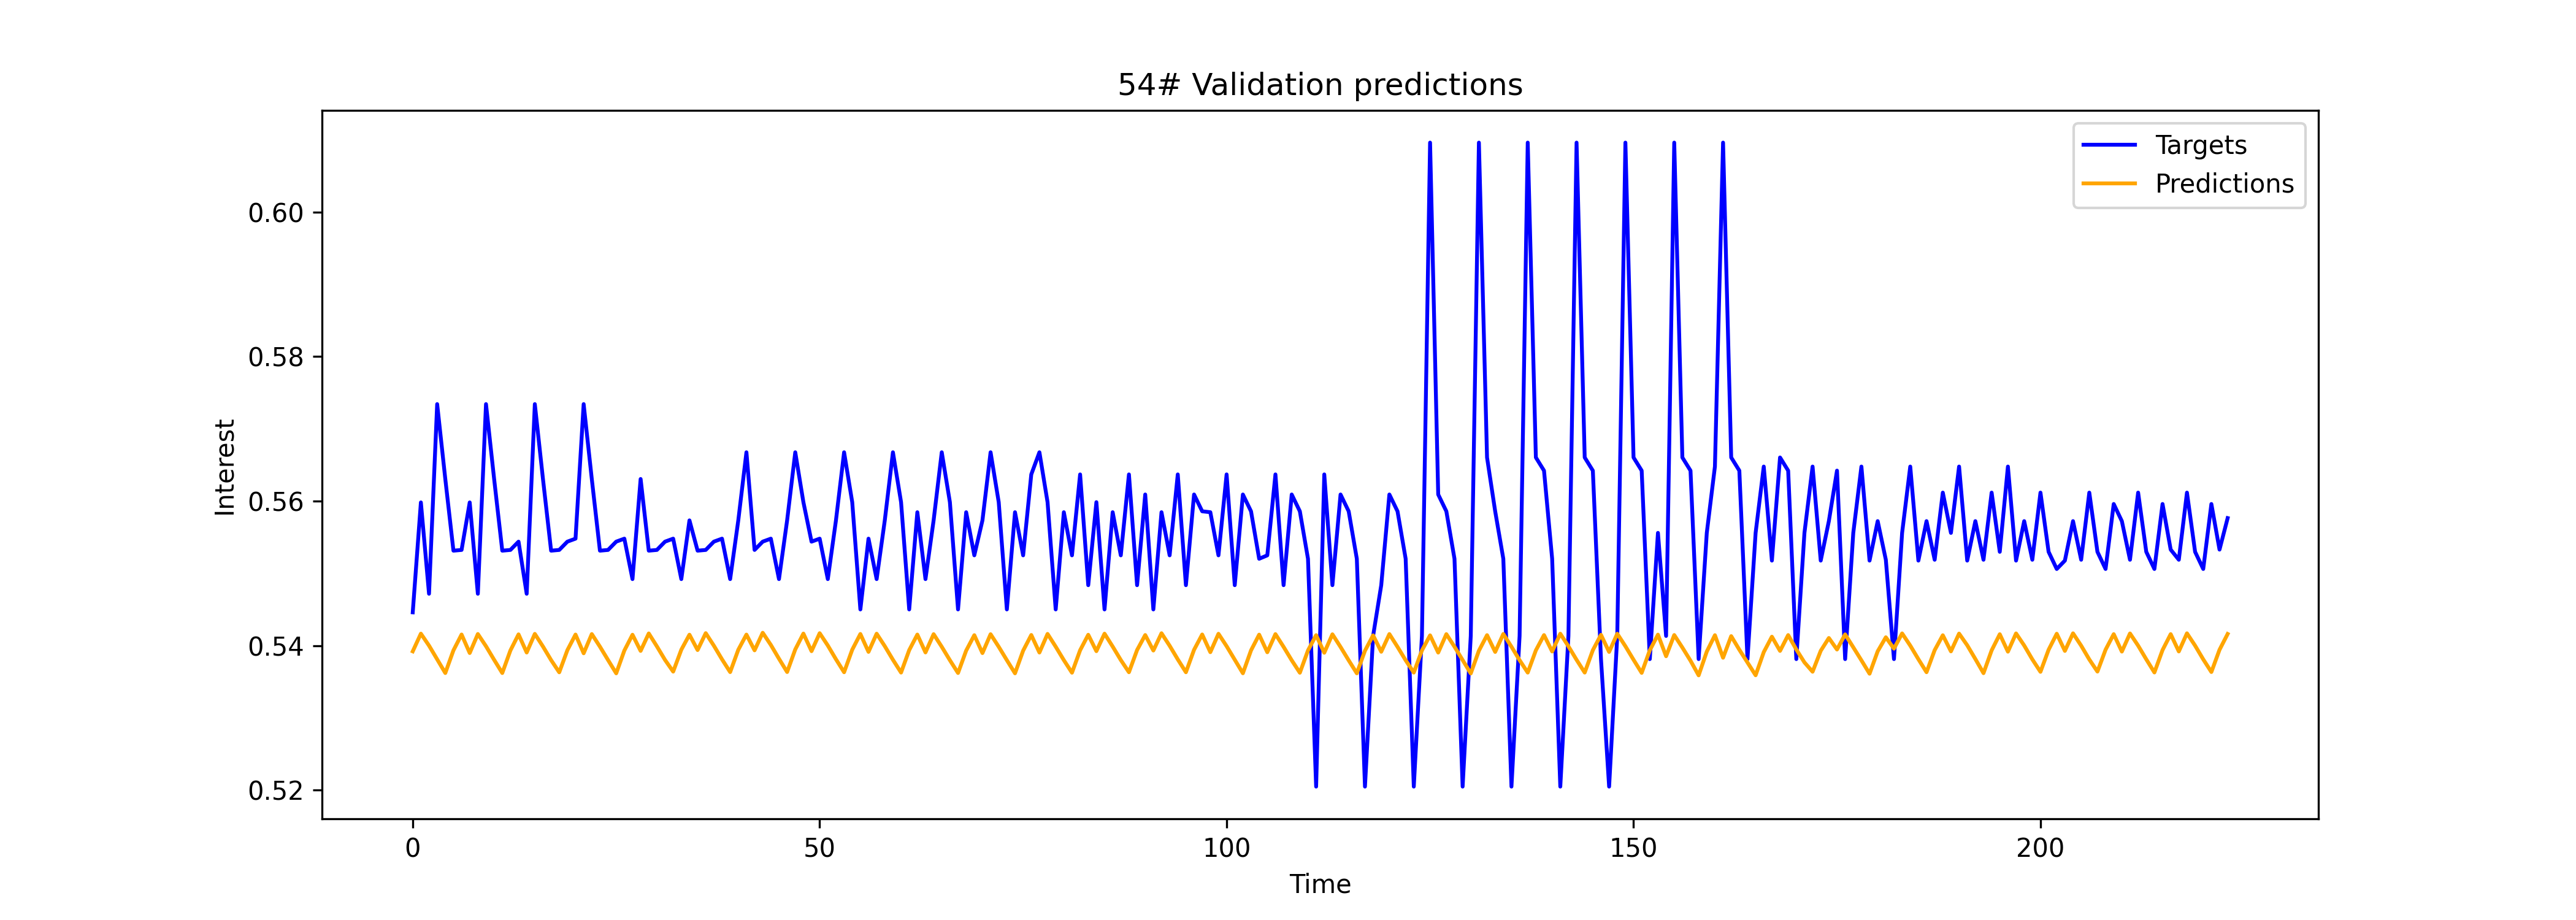 54# Validation predictions
Targets
Predictions
Interest
0.60
0.58
0.56
0.54
0.52
0
50
100
150
200
Time